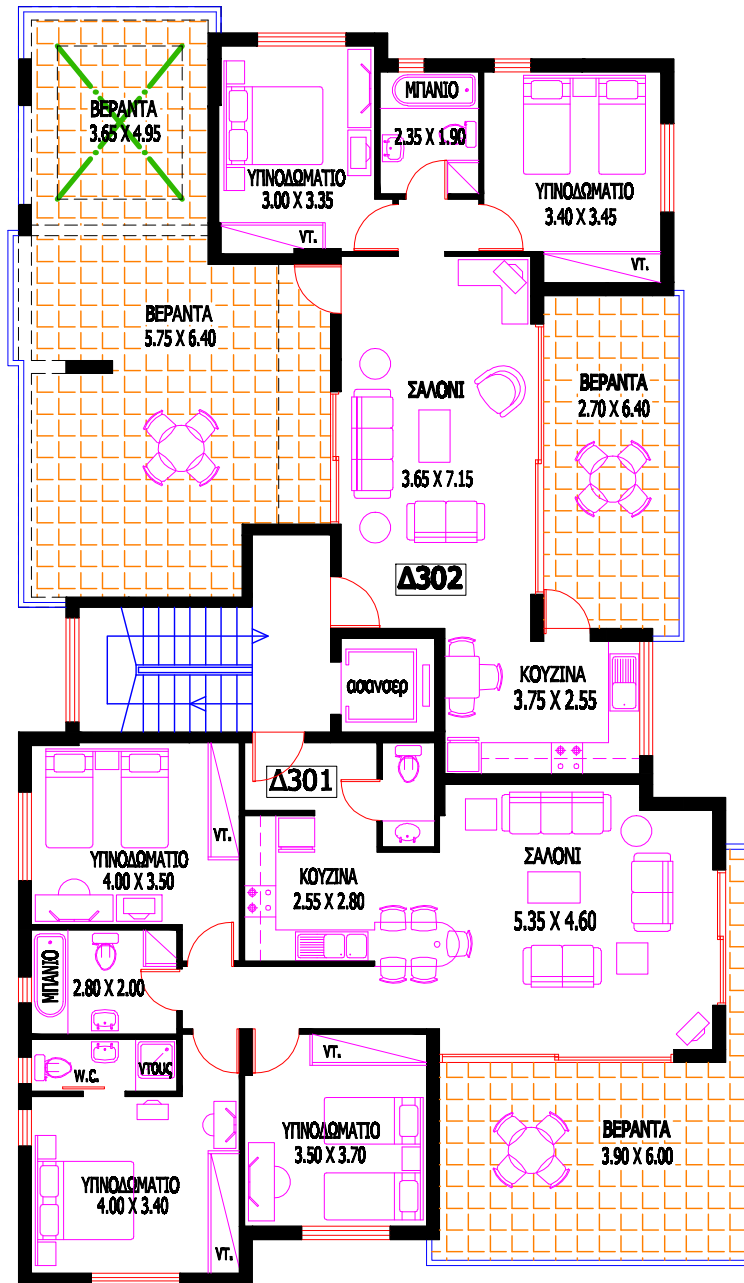 ΒΕΡΑΝΤΑ
3.65 X 4.95
ΥΠΝΟΔΩΜΑΤΙΟ
3.00 X 3.35
VT.
ΜΠΑΝΙΟ
2.35 X 1.90
ΥΠΝΟΔΩΜΑΤΙΟ
3.40 X 3.45
VT.
ΒΕΡΑΝΤΑ
5.75 X 6.40
ΣΑΛΟΝΙ
3.65 X 7.15
ΒΕΡΑΝΤΑ
2.70 X 6.40
Δ302
ασανσερ
ΚΟΥΖΙΝΑ
3.75 X 2.55
Δ301
ΥΠΝΟΔΩΜΑΤΙΟ
4.00 X 3.50
VT.
ΚΟΥΖΙΝΑ
2.55 X 2.80
ΣΑΛΟΝΙ
5.35 X 4.60
ΜΠΑΝΙΟ
2.80 X 2.00
W.C.
ντους
VT.
ΥΠΝΟΔΩΜΑΤΙΟ
3.50 X 3.70
ΒΕΡΑΝΤΑ
3.90 X 6.00
ΥΠΝΟΔΩΜΑΤΙΟ
4.00 X 3.40
VT.